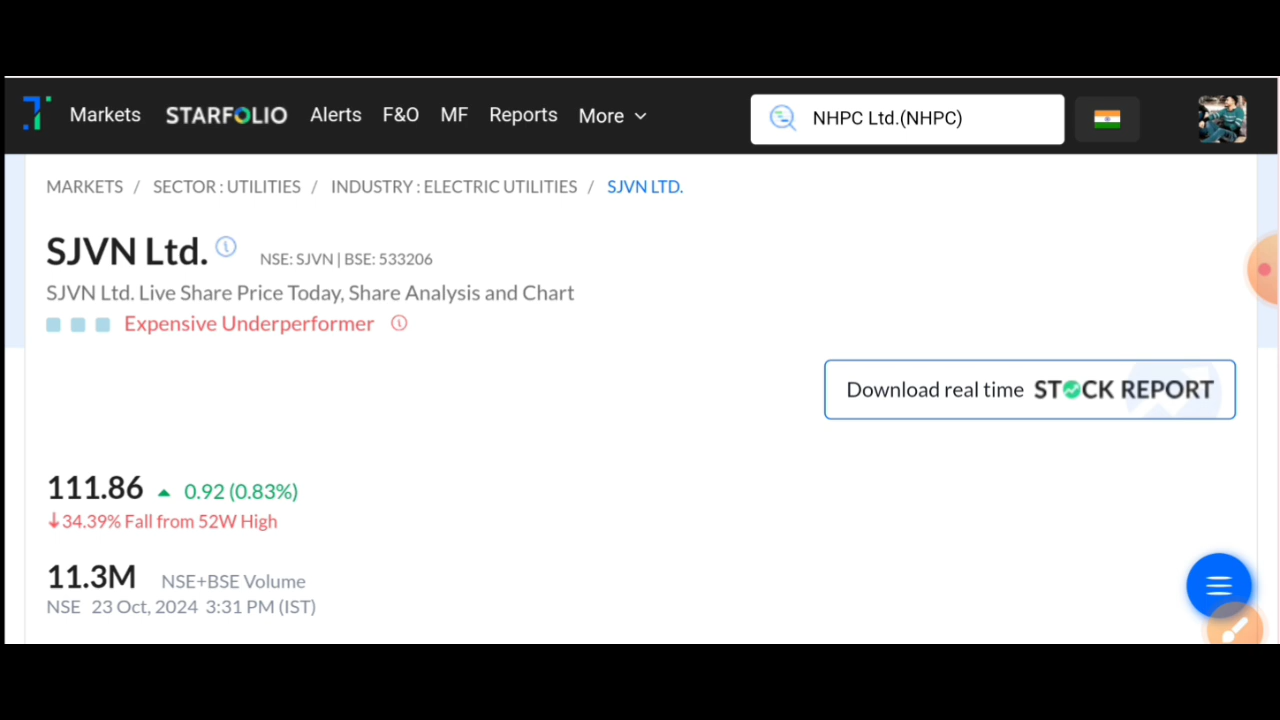 Markets STARFOLIO Alerts F&O MF Reports More NHPC Ltd.(NHPC)
MARKETS / SECTOR : UTILITIES / INDUSTRY : ELECTRIC UTILITIES / SJVN LTD.
SJVN Ltd. NSE: SJVN | BSE: 533206
SJVN Ltd. Live Share Price Today, Share Analysis and Chart
Expensive Underperformer
Download real time STOCK REPORT
111.86 0.92 (0.83%)
34.39% Fall from 52W High
11.3M NSE+BSE Volume
NSE 23 Oct, 2024 3:31 PM (IST)